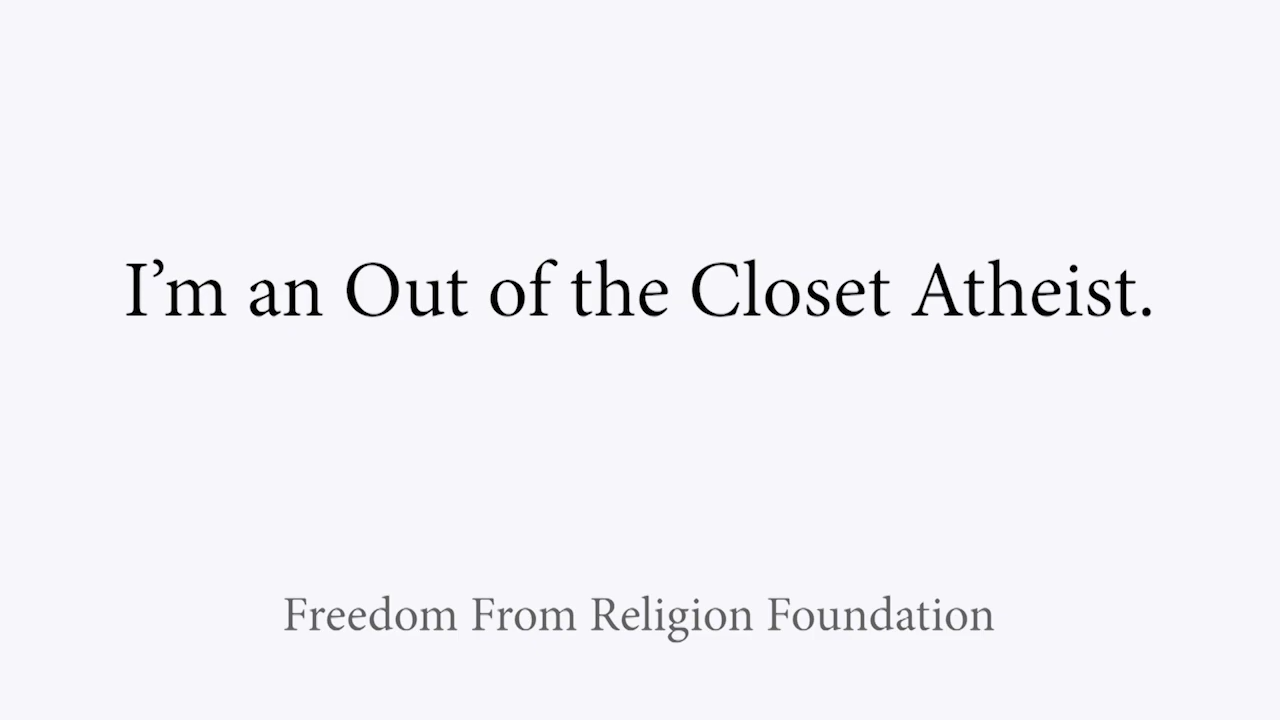 I’m an Out of the Closet Atheist.
Freedom From Religion Foundation